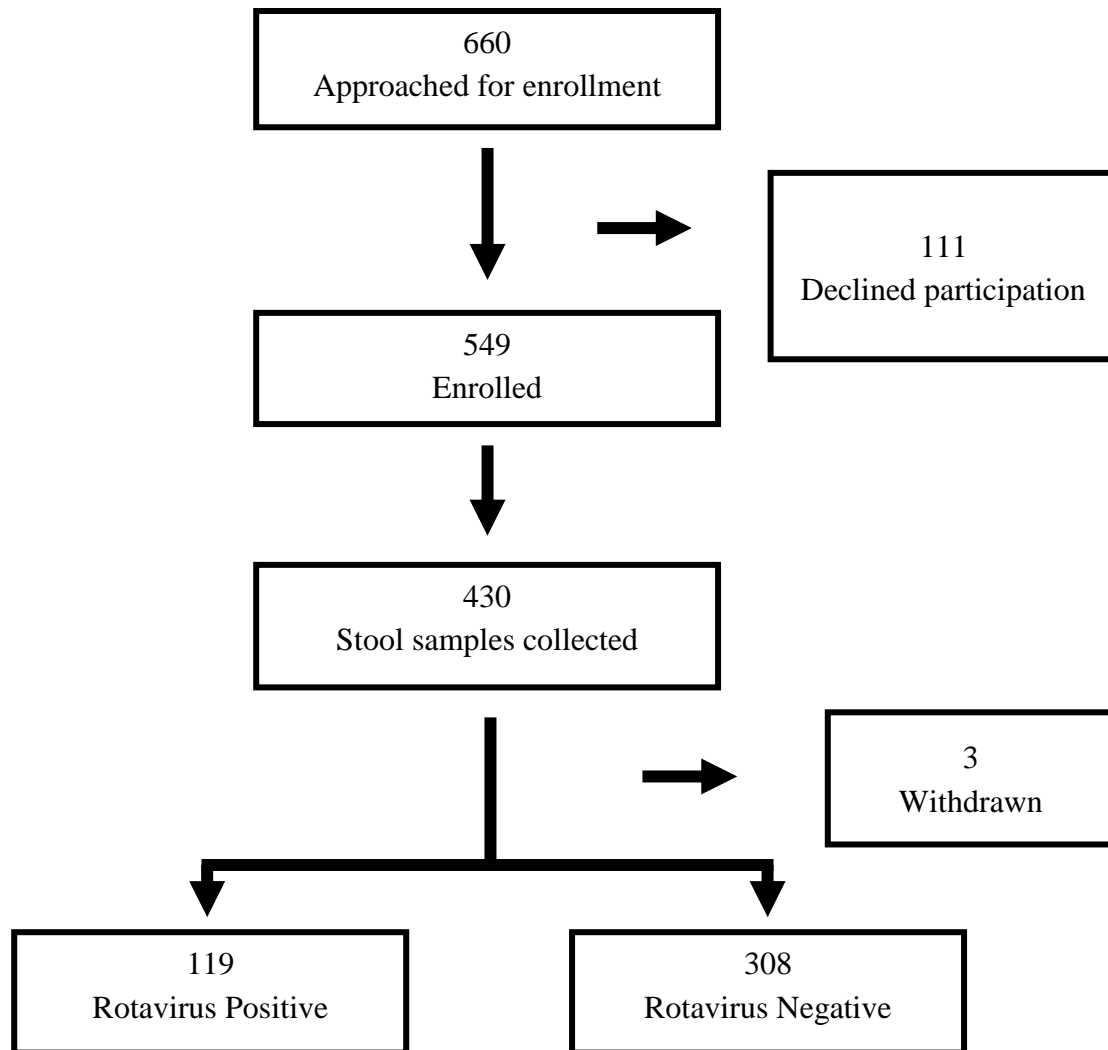 660
Approached for enrollment
111
Declined participation
549
Enrolled
430
Stool samples collected
3
Withdrawn
119
Rotavirus Positive
308
Rotavirus Negative